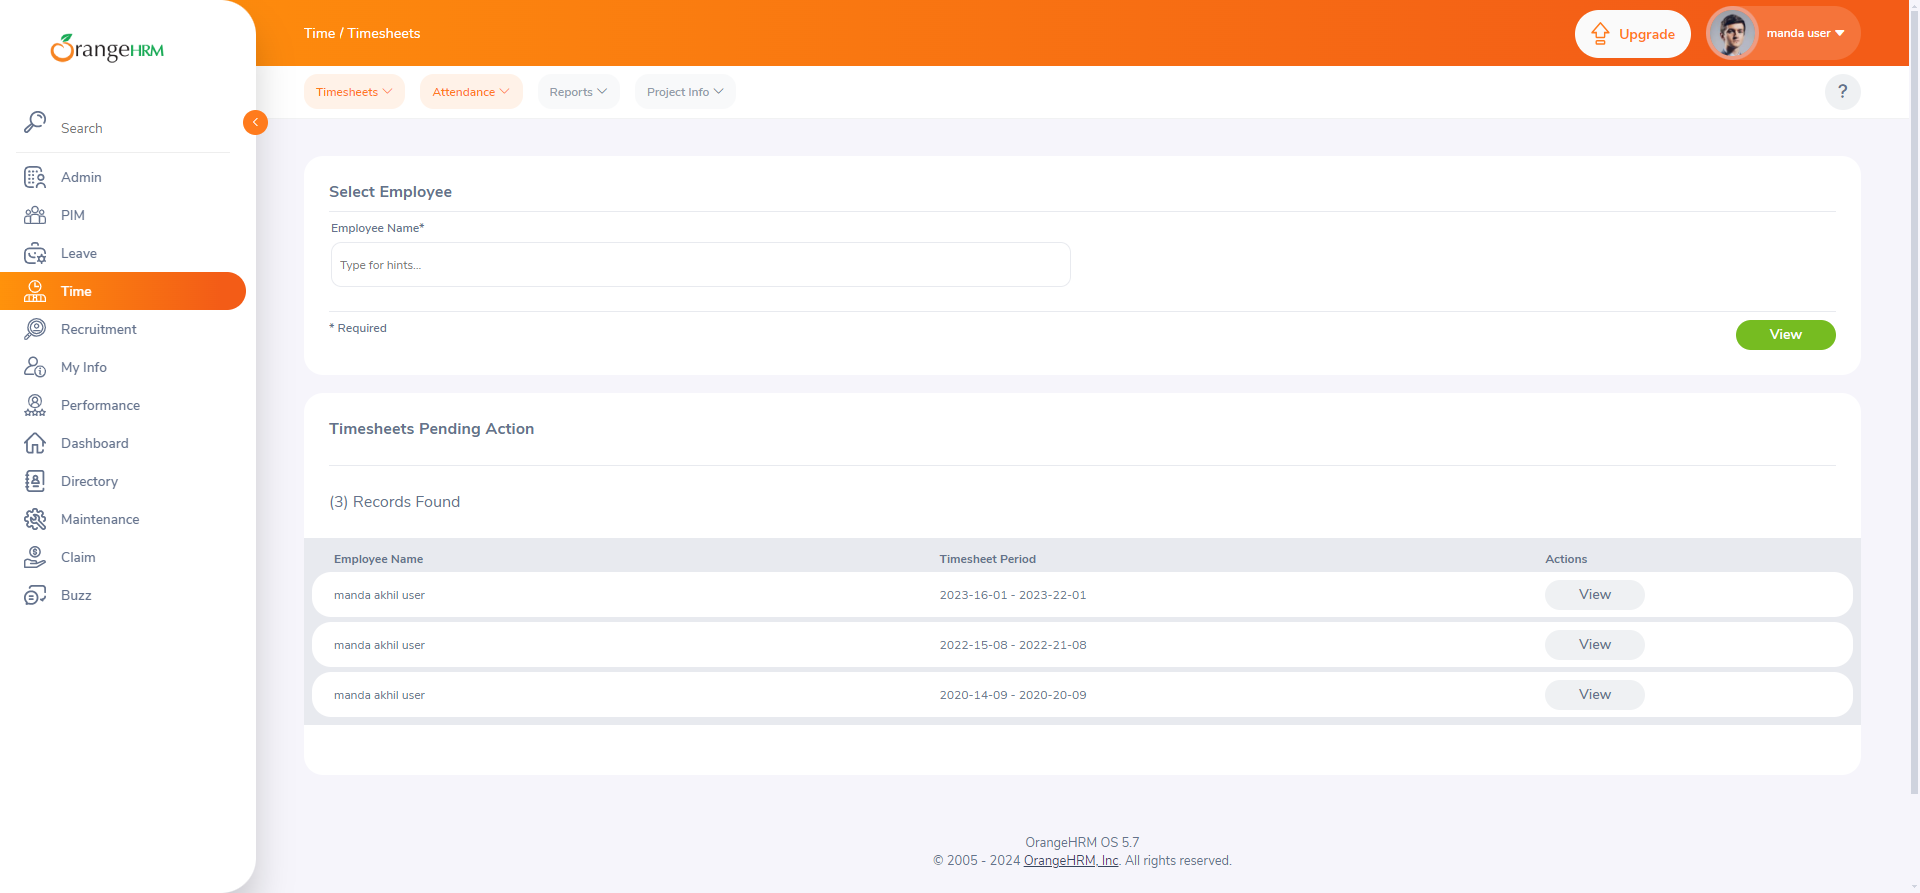 OrangeHRM
Time / Timesheets
Upgrade
manda user
Timesheets
Attendance
Reports
Project Info
?
Search
Admin
PIM
Leave
Time
Recruitment
My Info
Performance
Dashboard
Directory
Maintenance
Claim
Buzz
Select Employee
Employee Name*
Type for hints...
* Required
View
Timesheets Pending Action
(3) Records Found
Employee Name Timesheet Period Actions
manda akhil user 2023-16-01 - 2023-22-01 View
manda akhil user 2022-15-08 - 2022-21-08 View
manda akhil user 2020-14-09 - 2020-20-09 View
OrangeHRM OS 5.7
© 2005 - 2024 OrangeHRM, Inc. All rights reserved.